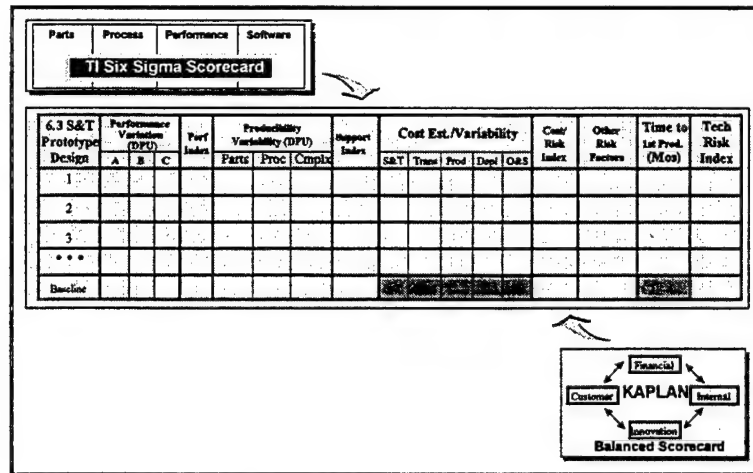 Parts Process Performance Software
TI Six Sigma Scorecard
6.3 S&T Prototype Design
Performance Variation (DPU)
A B C
Perf Index
Producibility Variability (DPU)
Parts Proc Cmplx
Support Index
Cost Est./Variability
S&T Trans Prod Depl O&S
Cost/ Risk Index
Other Risk Factors
Time to 1st Prod. (Mos)
Tech Risk Index
1
2
3
• • •
Baseline
Financial
Customer KAPLAN Internal
Innovation
Balanced Scorecard